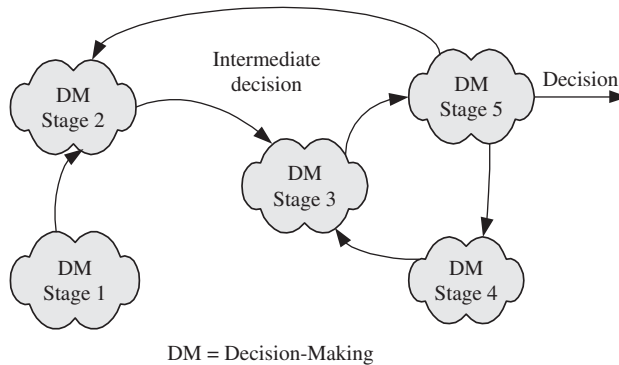 Intermediate
decision
DM
Stage 2
DM
Stage 5
Decision
DM
Stage 3
DM
Stage 1
DM
Stage 4
DM = Decision-Making